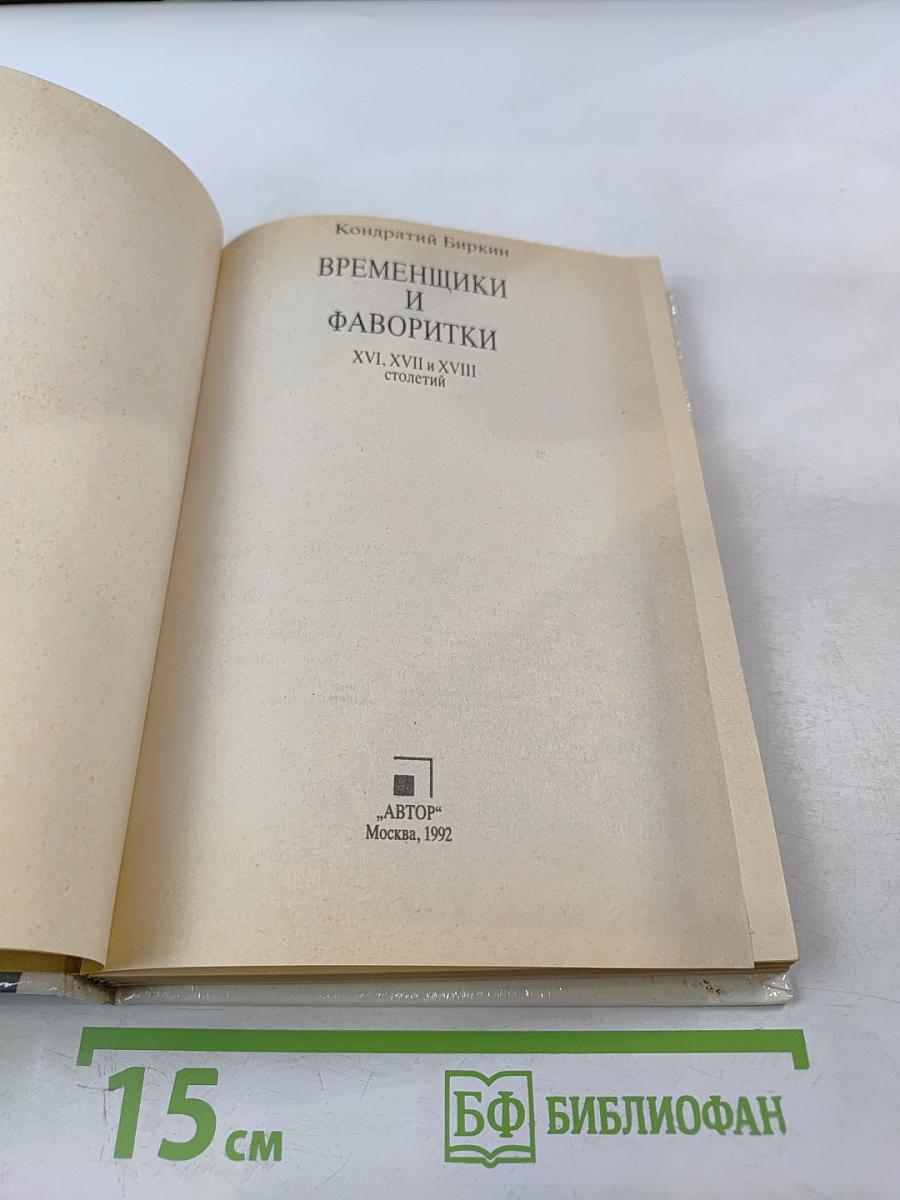 Кондратий Биркин
ВРЕМЕНЩИКИ
И
ФАВОРИТКИ
XVI, XVII и XVIII
столетий
„АВТОР“
Москва, 1992
15 см
БФ БИБЛИОФАН